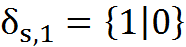 δₛ,₁ = {1|0}